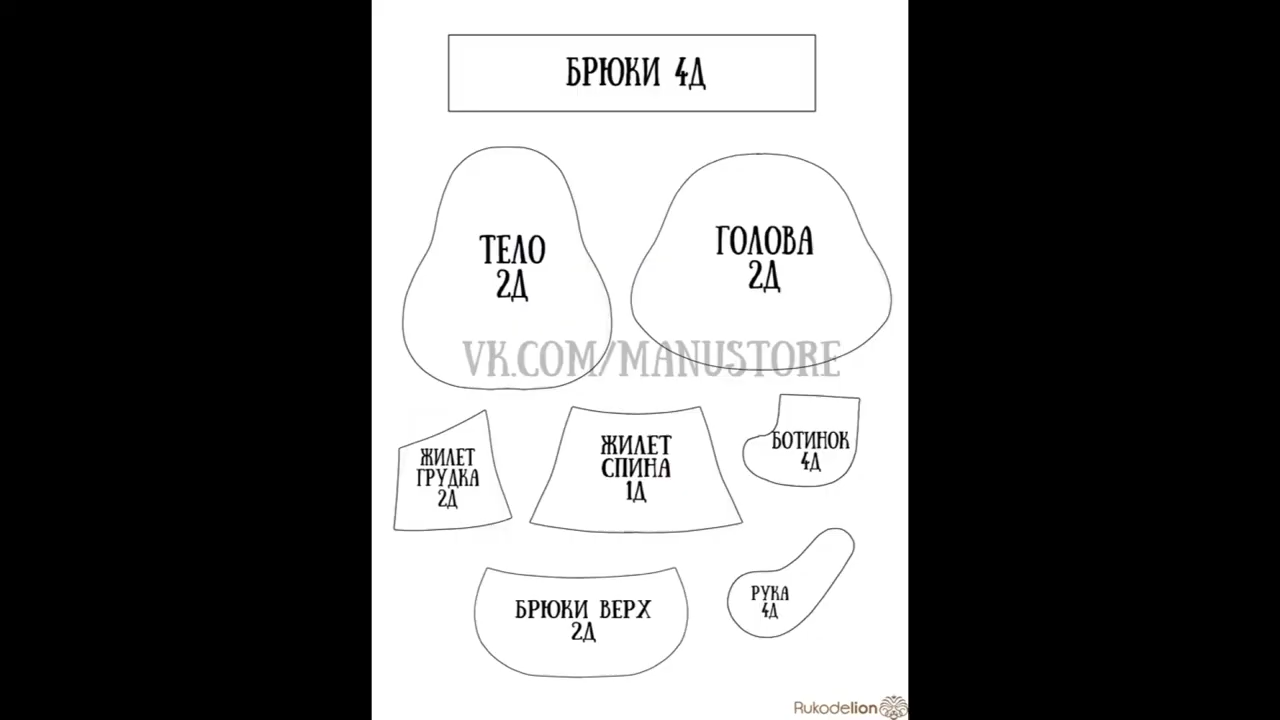 БРЮКИ 4Д
ТЕЛО
2Д
ГОЛОВА
2Д
VK.COM/MANUSTORE
ЖИЛЕТ
ГРУДКА
2Д
ЖИЛЕТ
СПИНА
1Д
БОТИНОК
4Д
БРЮКИ ВЕРХ
2Д
РУКА
4Д
Rukodelion